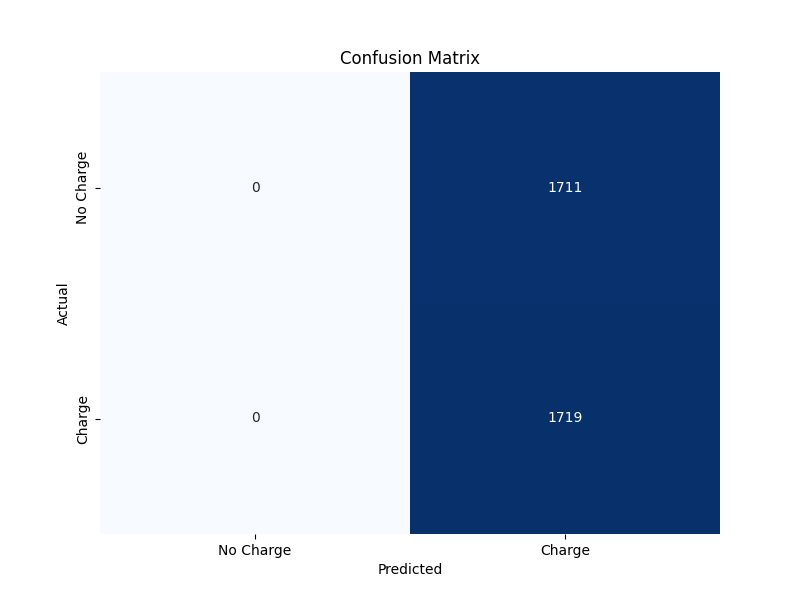 Confusion Matrix
No Charge
0
1711
Actual
Charge
0
1719
No Charge
Charge
Predicted